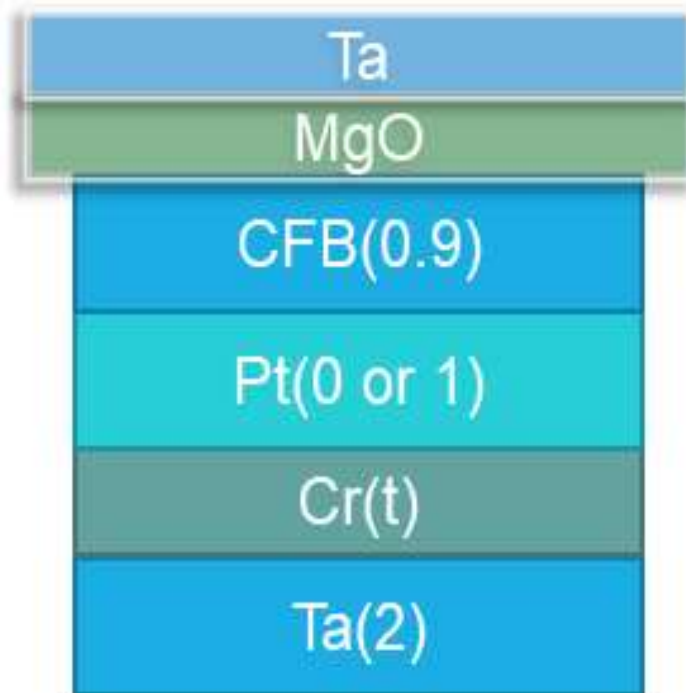 Ta
MgO
CFB(0.9)
Pt(0 or 1)
Cr(t)
Ta(2)